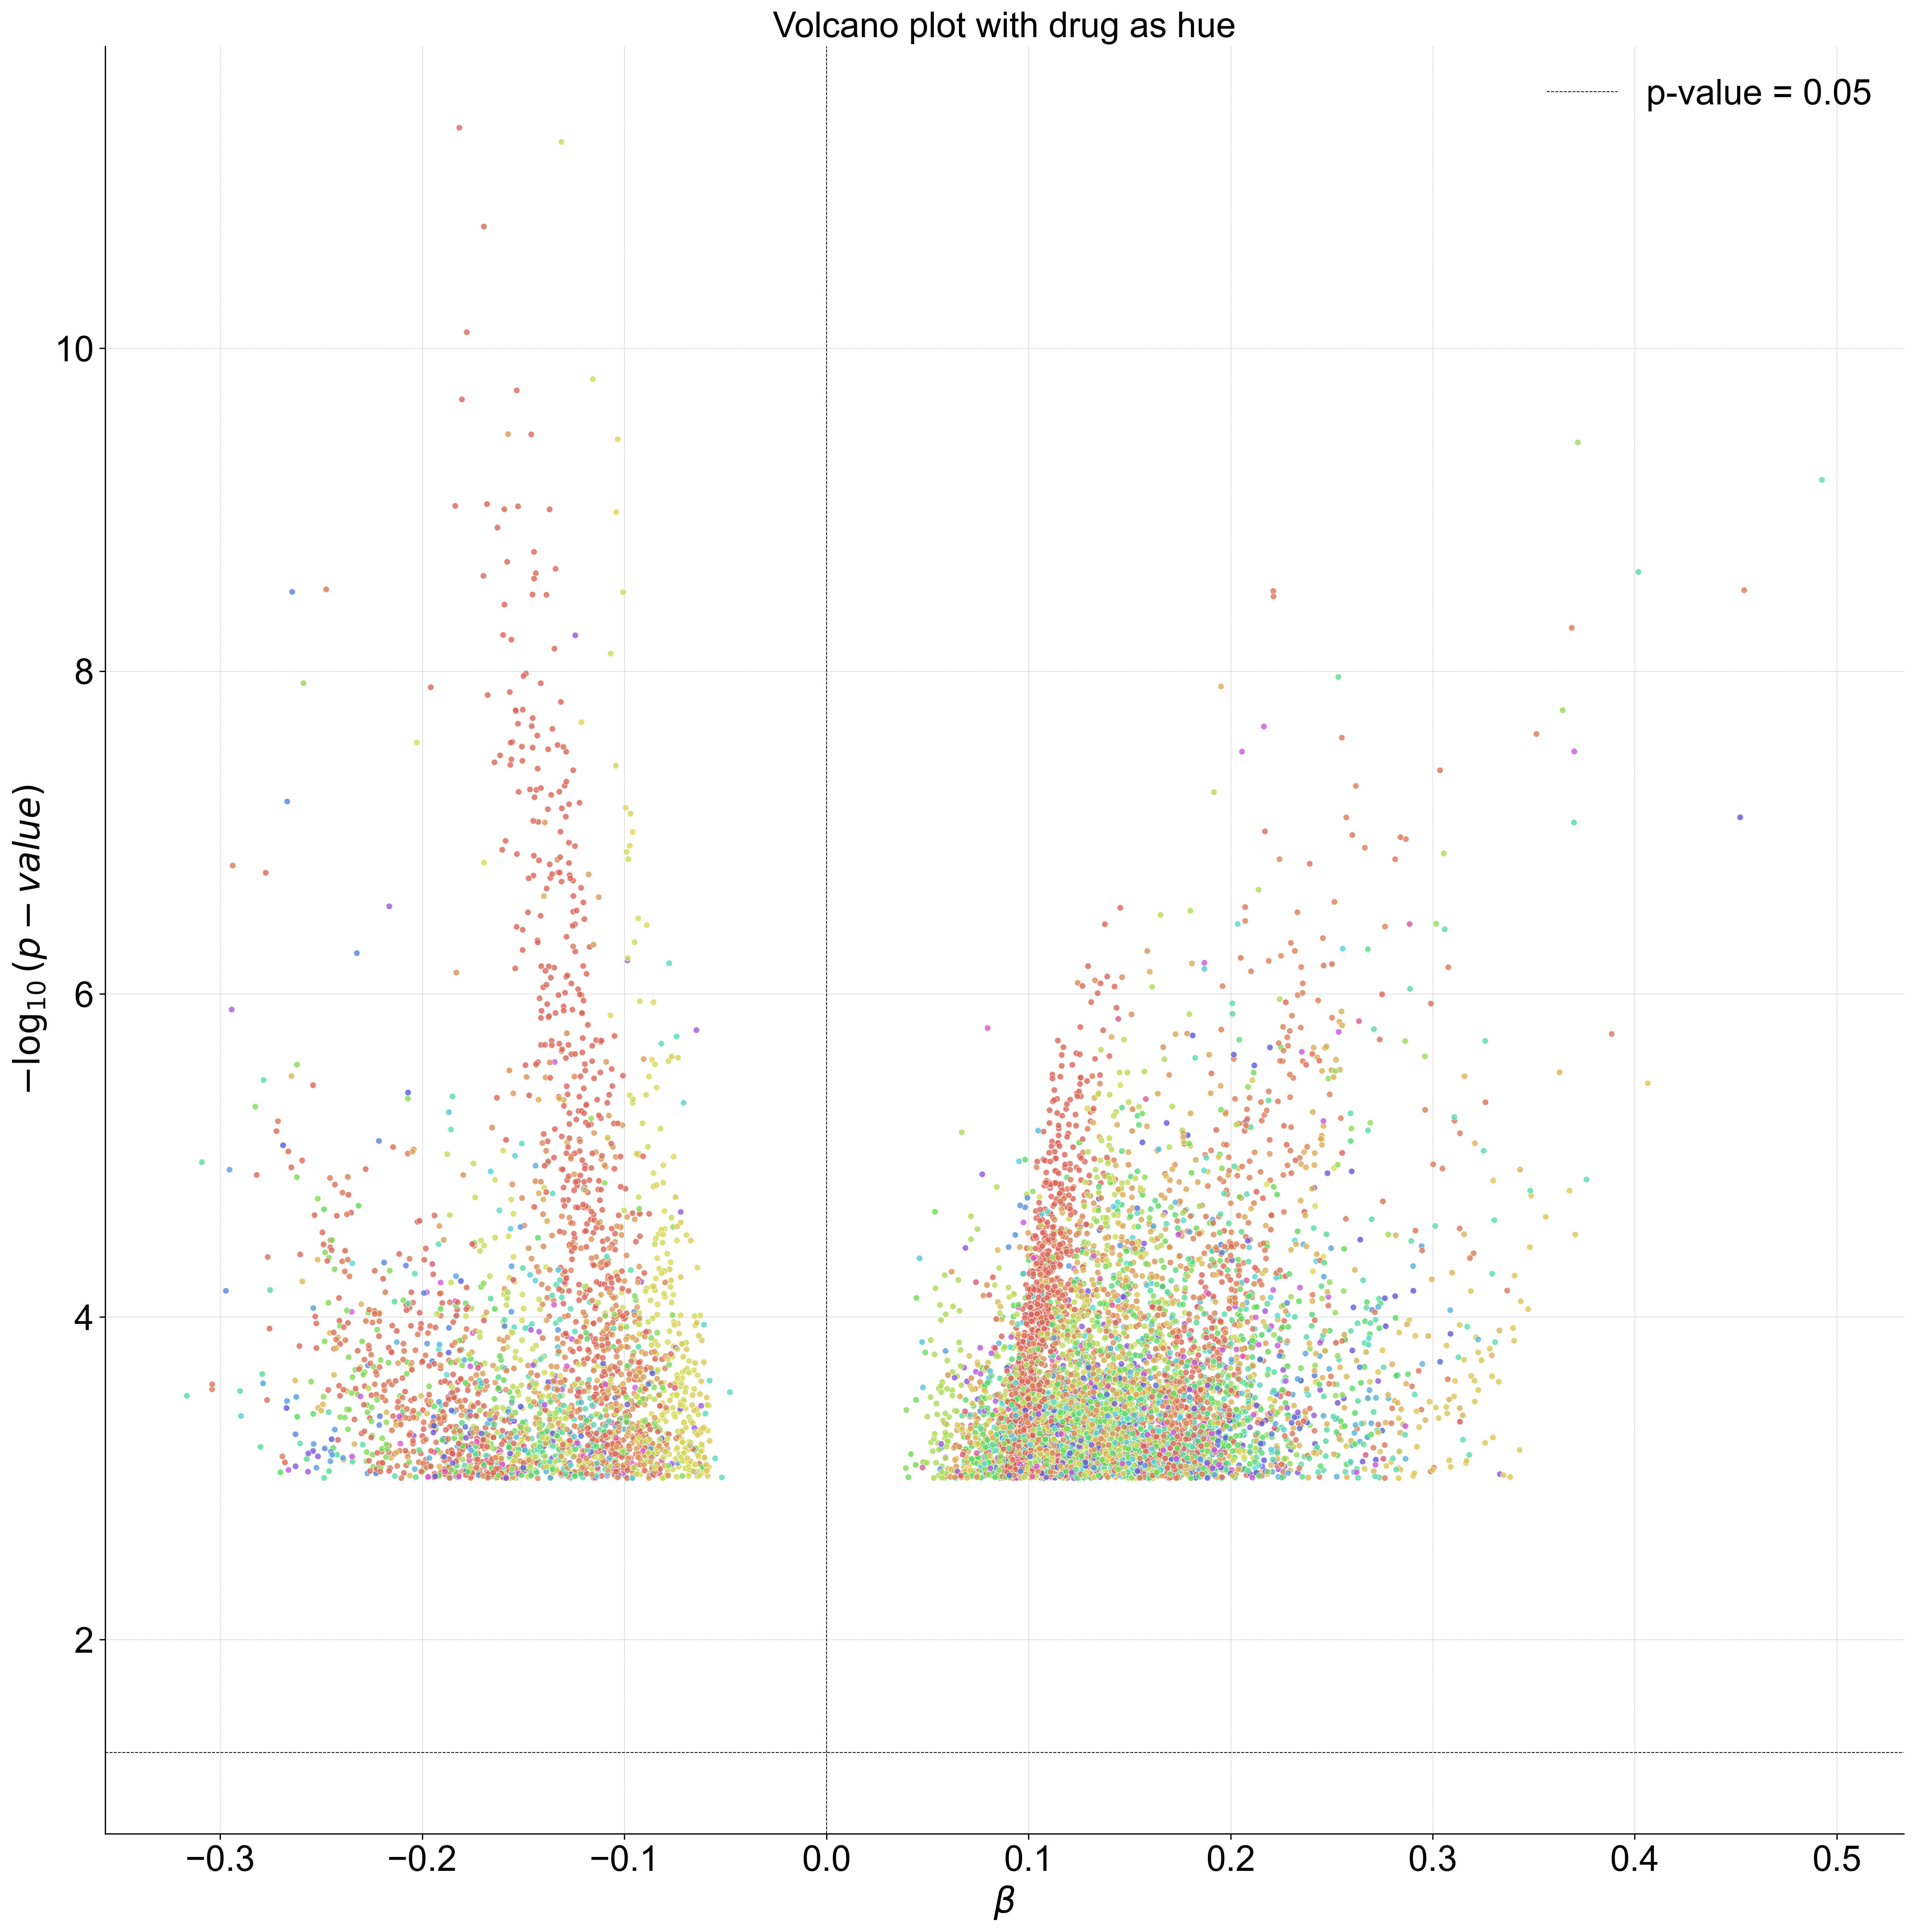 Volcano plot with drug as hue
p-value = 0.05
−log₁₀ (p − value)
10
8
6
4
2
−0.3 −0.2 −0.1 0.0 0.1 0.2 0.3 0.4 0.5
β